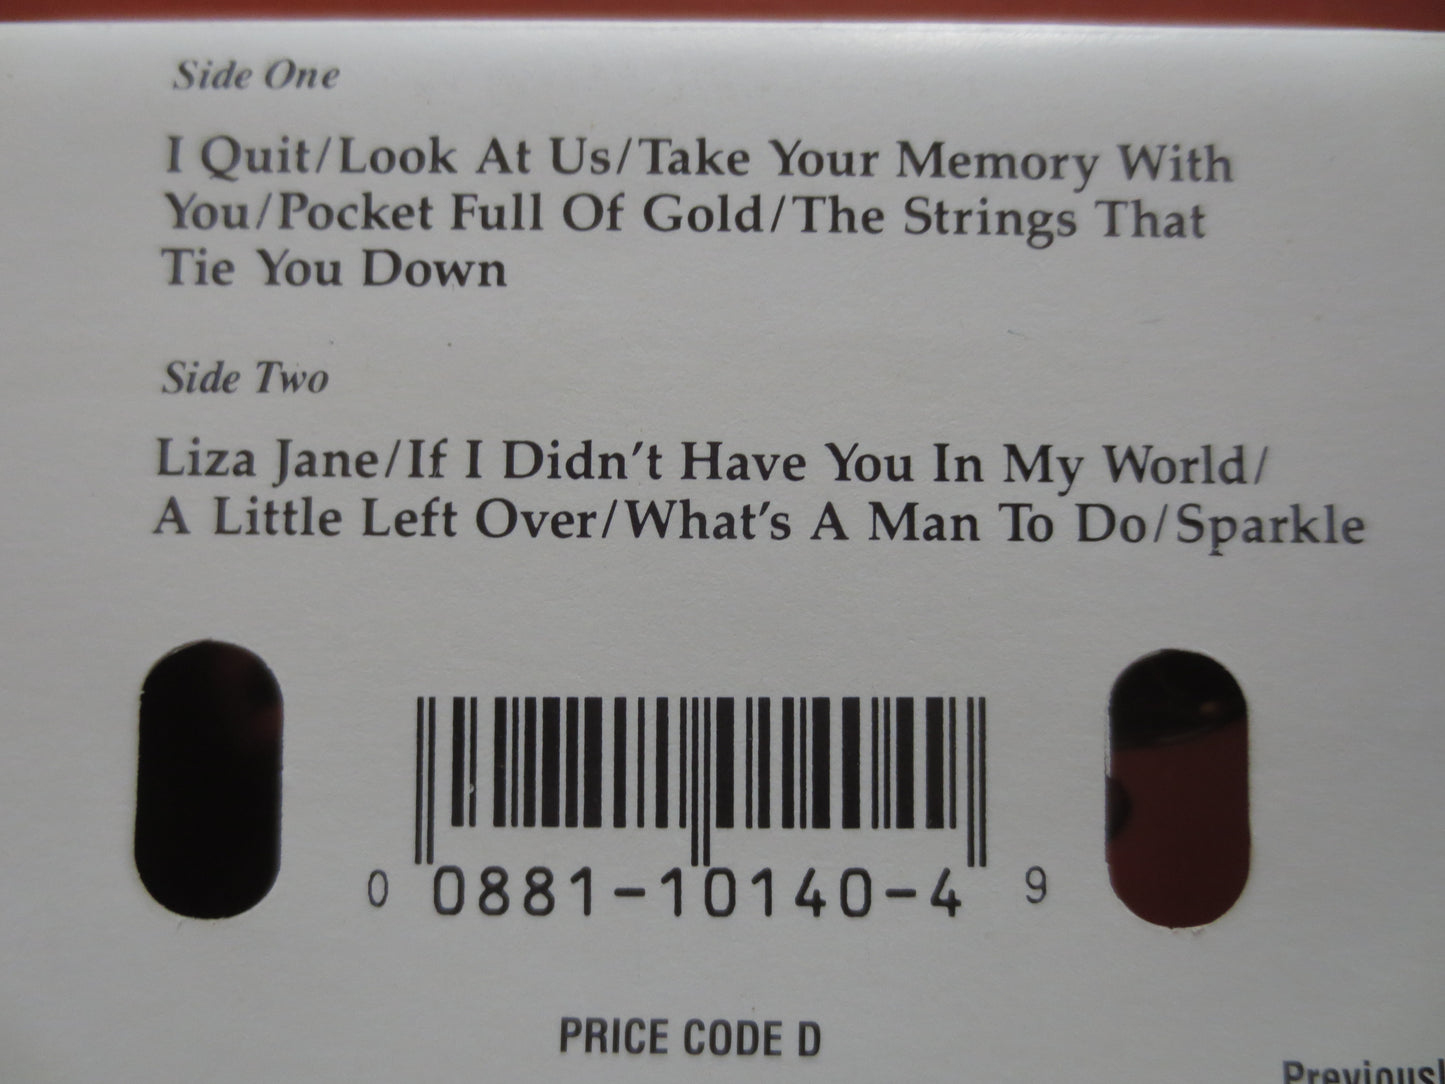 Side One
I Quit/Look At Us/Take Your Memory With
You/Pocket Full Of Gold/The Strings That
Tie You Down
Side Two
Liza Jane/If I Didn't Have You In My World/
A Little Left Over/What's A Man To Do/Sparkle
0 0881-10140-4 9
PRICE CODE D